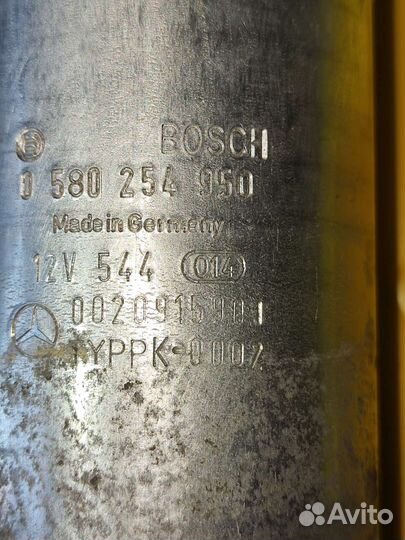 BOSCH
0 580 254 950
Made in Germany
12V 544 014
0020915901
TYPPK-0002
Avito